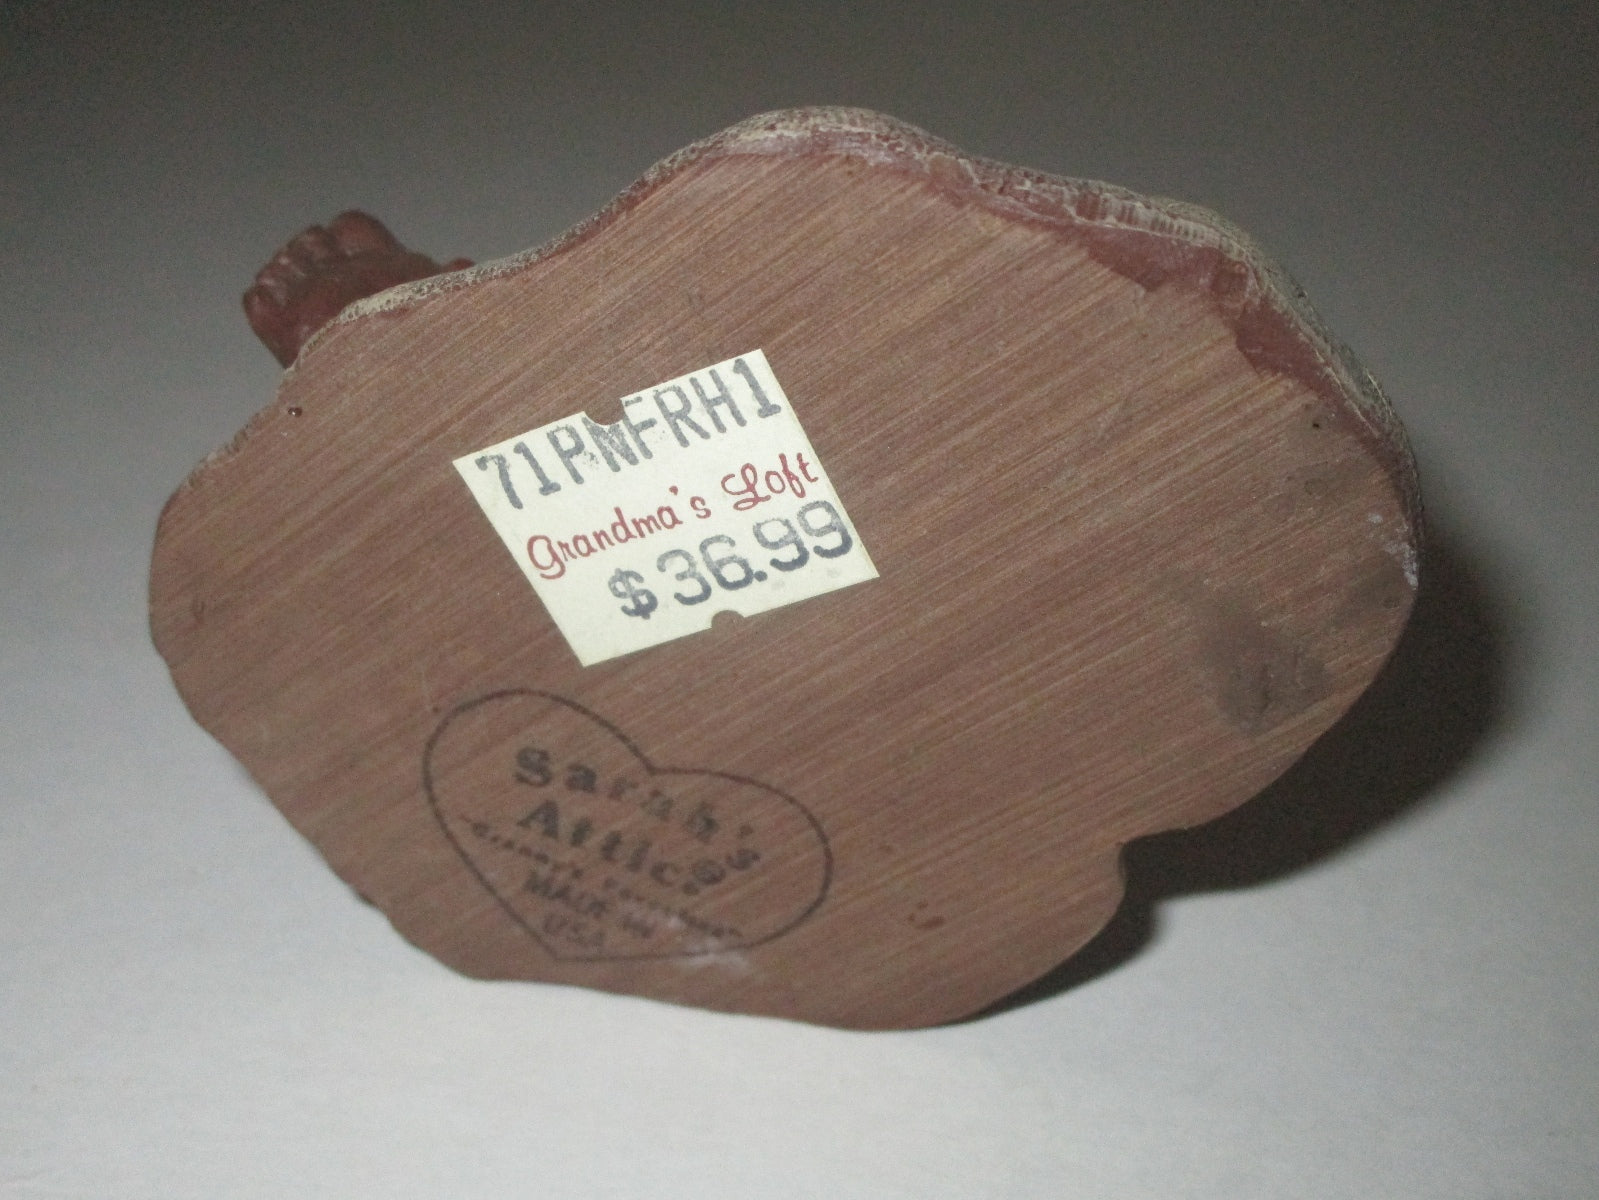 71PNFRH1
Grandma's Loft
$36.99
Sarah's
Attic®
MADE IN
USA